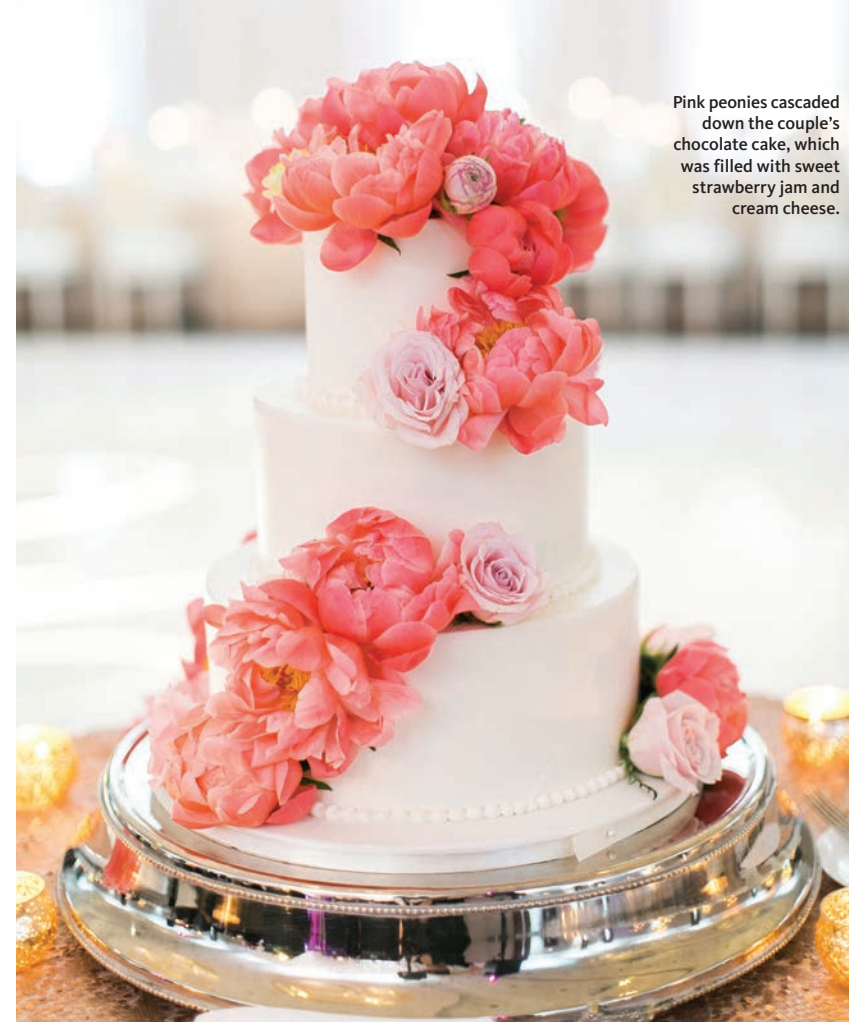 Pink peonies cascaded
down the couple's
chocolate cake, which
was filled with sweet
strawberry jam and
cream cheese.